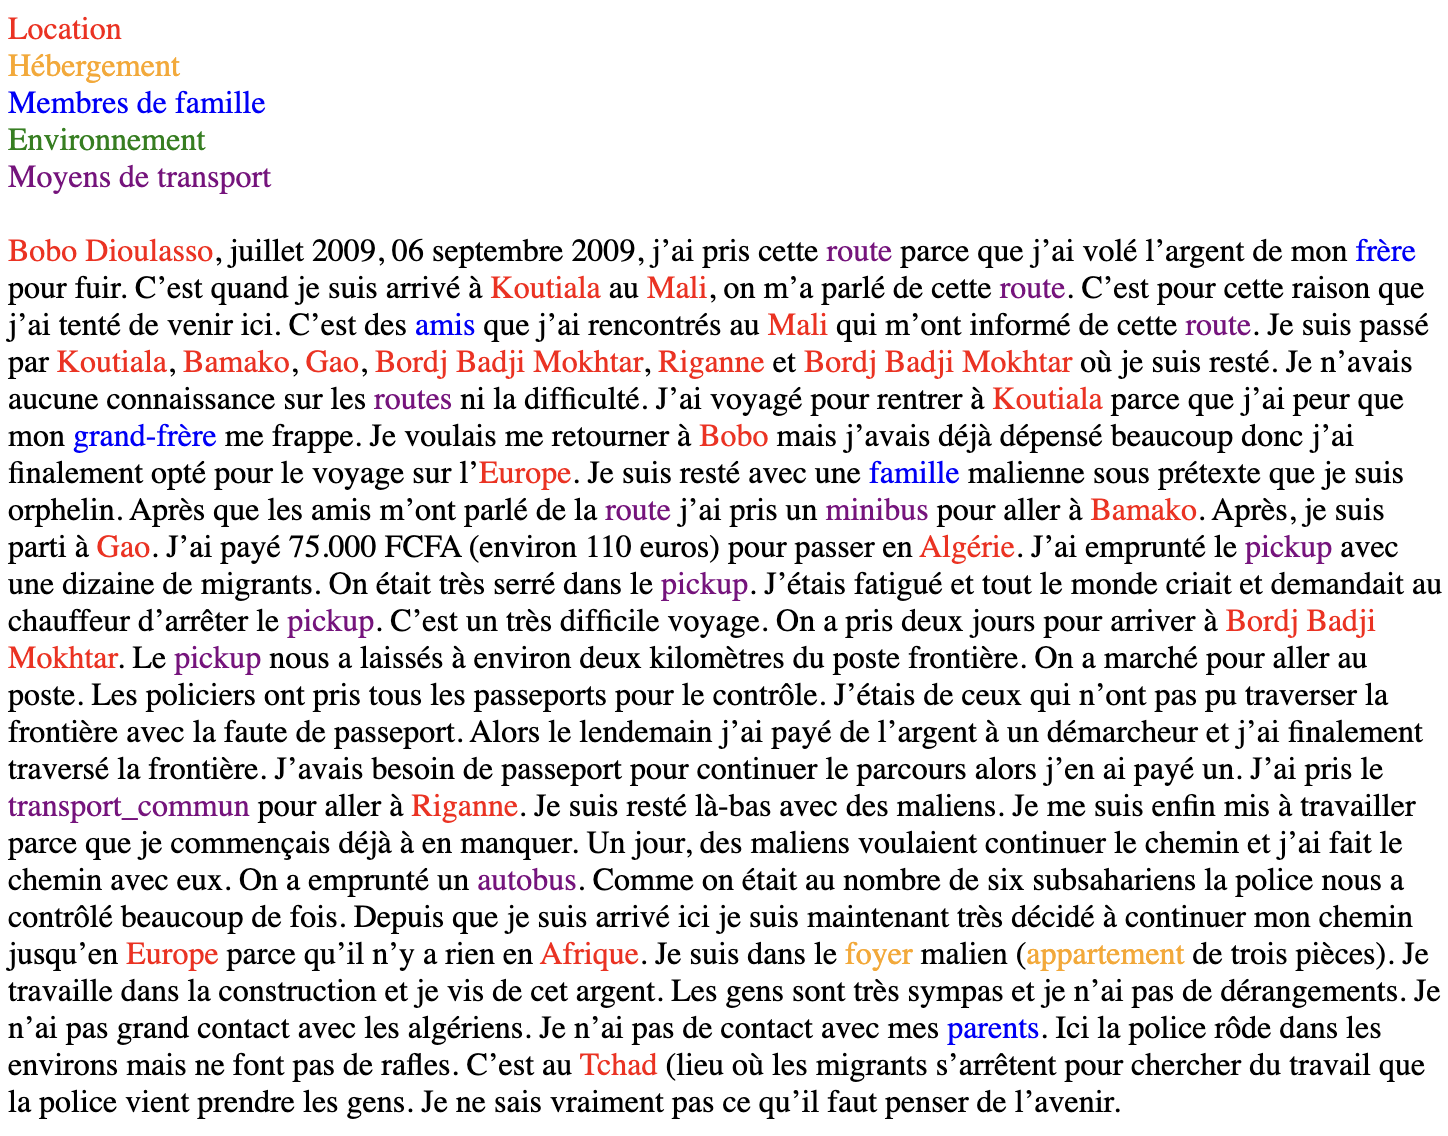 Location
Hébergement
Membres de famille
Environnement
Moyens de transport
Bobo Dioulasso, juillet 2009, 06 septembre 2009, j’ai pris cette route parce que j’ai volé l’argent de mon frère
pour fuir. C’est quand je suis arrivé à Koutiala au Mali, on m’a parlé de cette route. C’est pour cette raison que
j’ai tenté de venir ici. C’est des amis que j’ai rencontrés au Mali qui m’ont informé de cette route. Je suis passé
par Koutiala, Bamako, Gao, Bordj Badji Mokhtar, Riganne et Bordj Badji Mokhtar où je suis resté. Je n’avais
aucune connaissance sur les routes ni la difficulté. J’ai voyagé pour rentrer à Koutiala parce que j’ai peur que
mon grand-frère me frappe. Je voulais me retourner à Bobo mais j’avais déjà dépensé beaucoup donc j’ai
finalement opté pour le voyage sur l’Europe. Je suis resté avec une famille malienne sous prétexte que je suis
orphelin. Après que les amis m’ont parlé de la route j’ai pris un minibus pour aller à Bamako. Après, je suis
parti à Gao. J’ai payé 75.000 FCFA (environ 110 euros) pour passer en Algérie. J’ai emprunté le pickup avec
une dizaine de migrants. On était très serré dans le pickup. J’étais fatigué et tout le monde criait et demandait au
chauffeur d’arrêter le pickup. C’est un très difficile voyage. On a pris deux jours pour arriver à Bordj Badji
Mokhtar. Le pickup nous a laissés à environ deux kilomètres du poste frontière. On a marché pour aller au
poste. Les policiers ont pris tous les passeports pour le contrôle. J’étais de ceux qui n’ont pas pu traverser la
frontière avec la faute de passeport. Alors le lendemain j’ai payé de l’argent à un démarcheur et j’ai finalement
traversé la frontière. J’avais besoin de passeport pour continuer le parcours alors j’en ai payé un. J’ai pris le
transport_commun pour aller à Riganne. Je suis resté là-bas avec des maliens. Je me suis enfin mis à travailler
parce que je commençais déjà à en manquer. Un jour, des maliens voulaient continuer le chemin et j’ai fait le
chemin avec eux. On a emprunté un autobus. Comme on était au nombre de six subsahariens la police nous a
contrôlé beaucoup de fois. Depuis que je suis arrivé ici je suis maintenant très décidé à continuer mon chemin
jusqu’en Europe parce qu’il n’y a rien en Afrique. Je suis dans le foyer malien (appartement de trois pièces). Je
travaille dans la construction et je vis de cet argent. Les gens sont très sympas et je n’ai pas de dérangements. Je
n’ai pas grand contact avec les algériens. Je n’ai pas de contact avec mes parents. Ici la police rôde dans les
environs mais ne font pas de rafles. C’est au Tchad (lieu où les migrants s’arrêtent pour chercher du travail que
la police vient prendre les gens. Je ne sais vraiment pas ce qu’il faut penser de l’avenir.